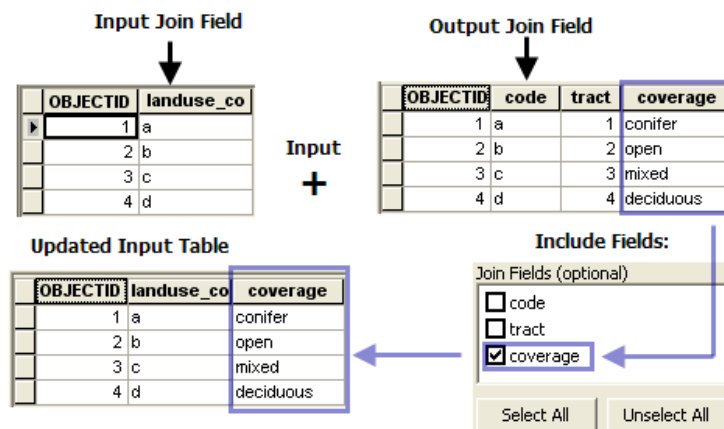 Input Join Field
OBJECTID landuse_co
1 a
2 b
3 c
4 d
Input
+
Output Join Field
OBJECTID code tract coverage
1 a 1 conifer
2 b 2 open
3 c 3 mixed
4 d 4 deciduous
Updated Input Table
OBJECTID landuse_co coverage
1 a conifer
2 b open
3 c mixed
4 d deciduous
Include Fields:
Join Fields (optional)
code
tract
coverage
Select All Unselect All